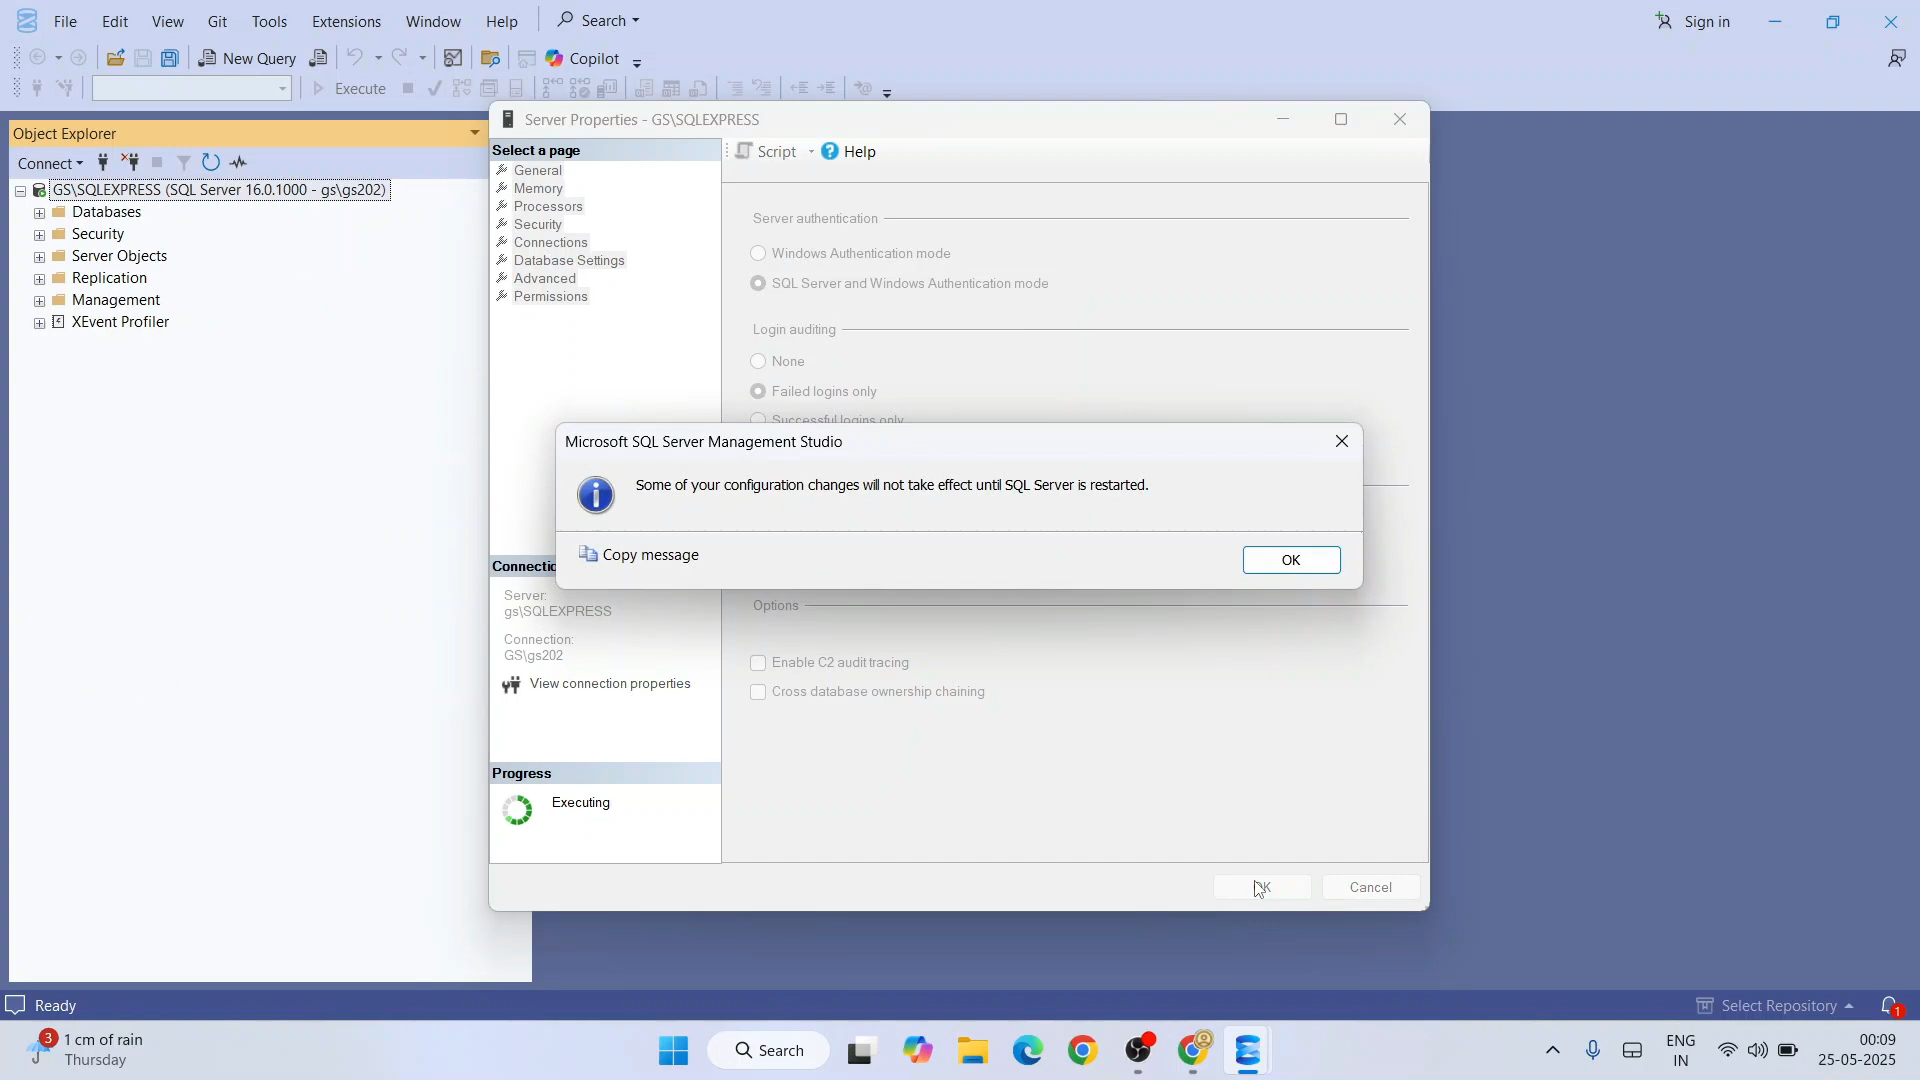 File Edit View Git Tools Extensions Window Help Search Sign in
New Query Copilot
Execute
Object Explorer
Connect
GS\SQLEXPRESS (SQL Server 16.0.1000 - gs\gs202)
Databases
Security
Server Objects
Replication
Management
XEvent Profiler
Server Properties - GS\SQLEXPRESS
Select a page
General
Memory
Processors
Security
Connections
Database Settings
Advanced
Permissions
Script Help
Server authentication
Windows Authentication mode
SQL Server and Windows Authentication mode
Login auditing
None
Failed logins only
Successful logins only
Microsoft SQL Server Management Studio
Some of your configuration changes will not take effect until SQL Server is restarted.
Copy message
OK
Server:
gs\SQLEXPRESS
Connection:
GS\gs202
View connection properties
Options
Enable C2 audit tracing
Cross database ownership chaining
Progress
Executing
Cancel
Ready
Select Repository
1
3
1 cm of rain
Thursday
Search
ENG
IN
00:09
25-05-2025